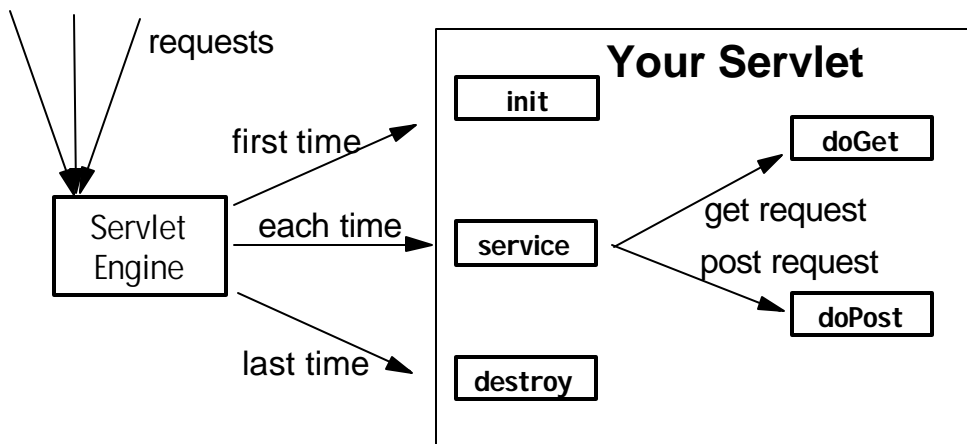 requests
Your Servlet
init
first time
doGet
Servlet
Engine
each time
service
get request
post request
doPost
last time
destroy